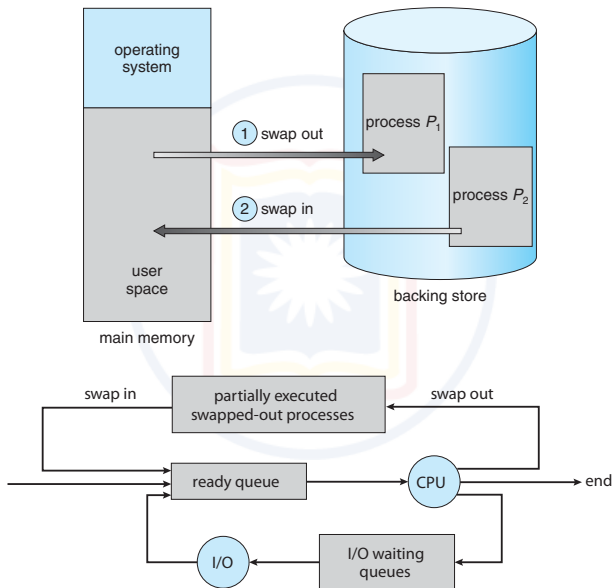 operating
system
process P1
1 swap out
process P2
2 swap in
user
space
backing store
main memory
swap in
partially executed
swapped-out processes
swap out
ready queue
CPU
end
I/O
I/O waiting
queues